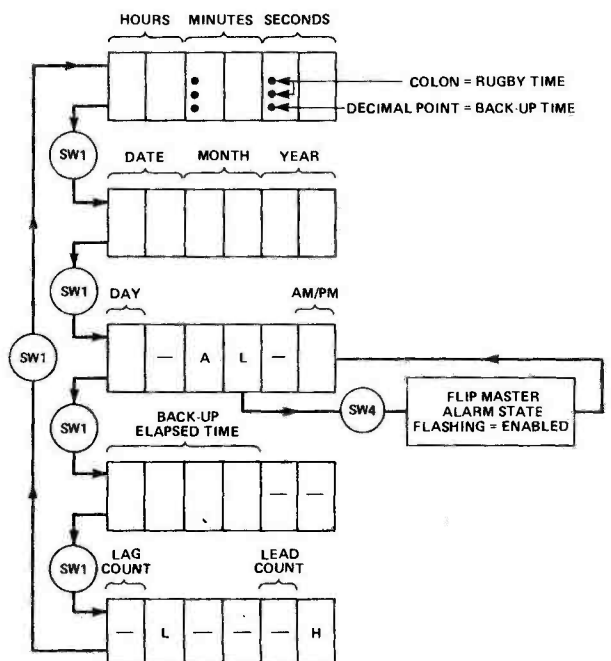 HOURS MINUTES SECONDS
COLON = RUGBY TIME
DECIMAL POINT = BACK-UP TIME
SW1
DATE MONTH YEAR
SW1
DAY AM/PM
— A L —
SW1
SW4
FLIP MASTER
ALARM STATE
FLASHING = ENABLED
SW1
BACK-UP
ELAPSED TIME
— —
SW1
LAG
COUNT
LEAD
COUNT
— L — — — H